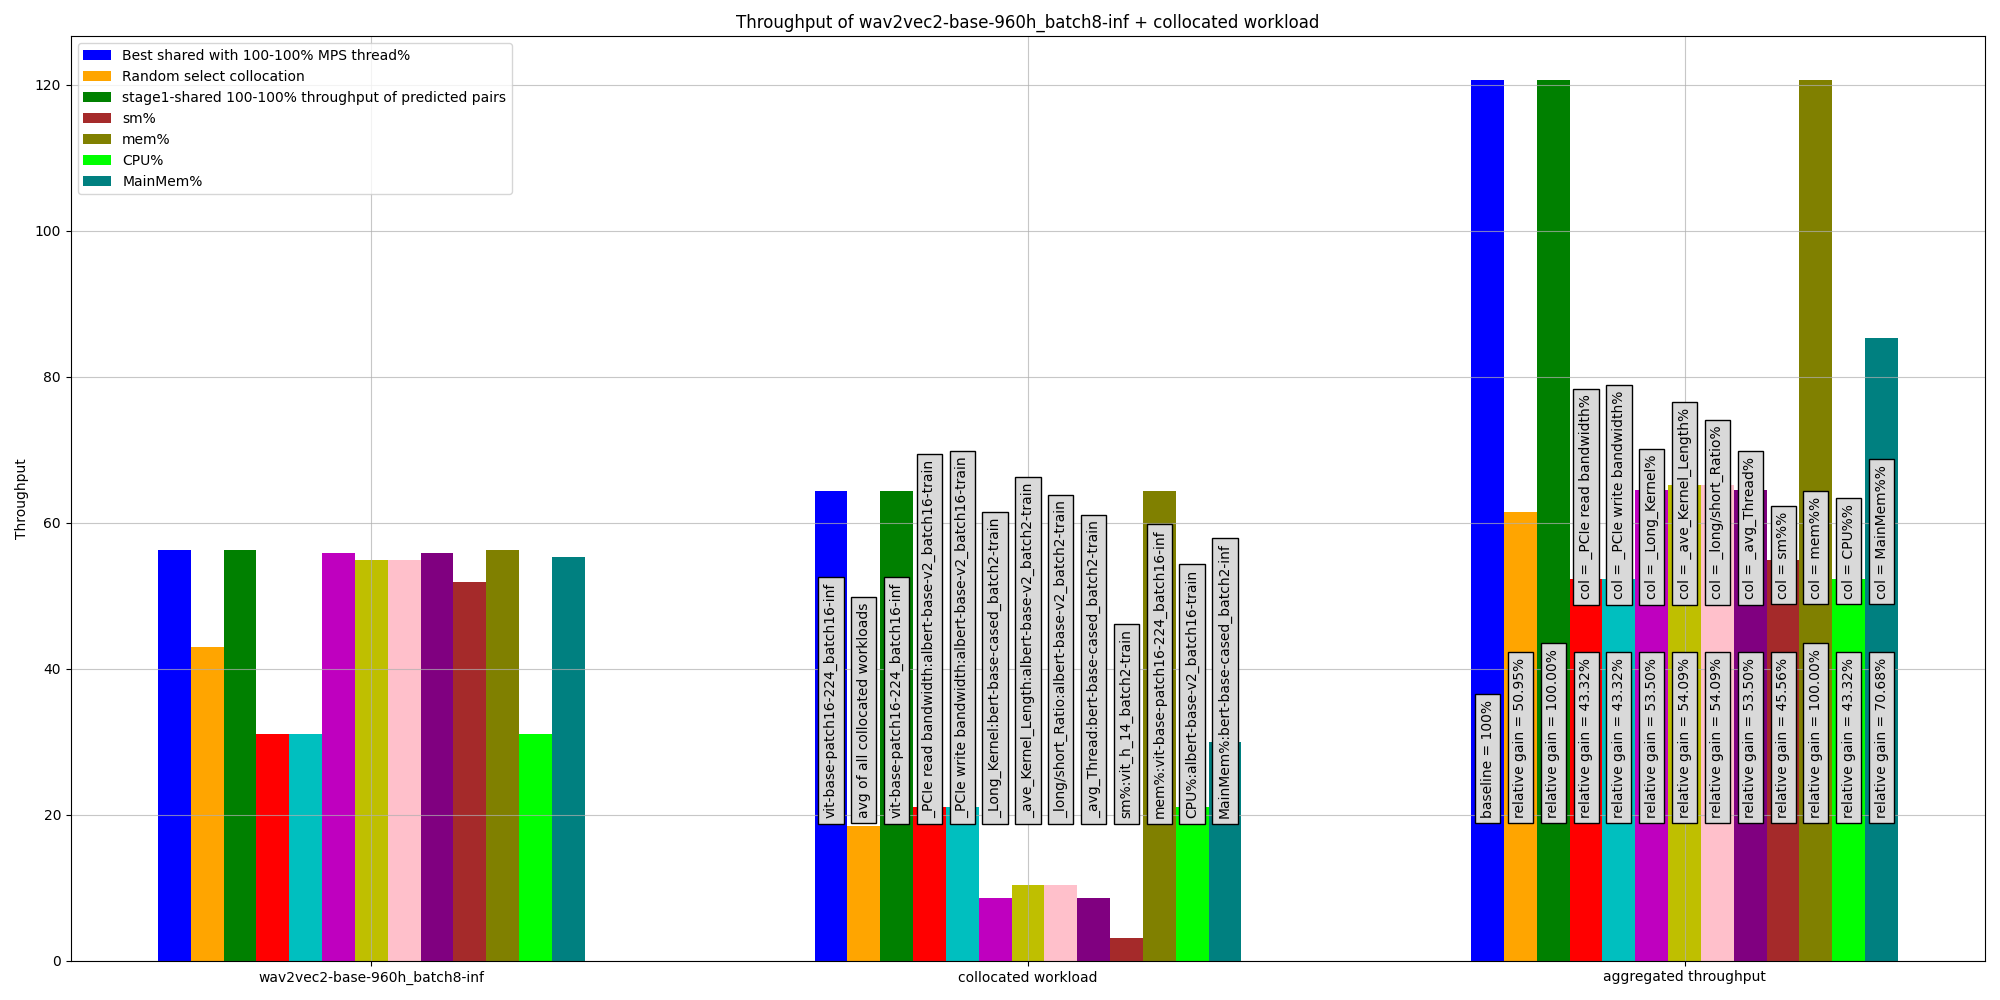 Throughput of wav2vec2-base-960h_batch8-inf + collocated workload
Best shared with 100-100% MPS thread%
Random select collocation
stage1-shared 100-100% throughput of predicted pairs
sm%
mem%
CPU%
MainMem%
Throughput
120
100
80
60
40
20
0
vit-base-patch16-224_batch16-inf
avg of all collocated workloads
vit-base-patch16-224_batch16-inf
_PCIe read bandwidth:albert-base-v2_batch16-train
_PCIe write bandwidth:albert-base-v2_batch16-train
_Long_Kernel:bert-base-cased_batch2-train
_ave_Kernel_Length:albert-base-v2_batch2-train
_long/short_Ratio:albert-base-v2_batch2-train
_avg_Thread:bert-base-cased_batch2-train
sm%:vit_h_14_batch2-train
mem%:vit-base-patch16-224_batch16-inf
CPU%:albert-base-v2_batch16-train
MainMem%:bert-base-cased_batch2-inf
col = _PCIe read bandwidth%
col = _PCIe write bandwidth%
col = _Long_Kernel%
col = _ave_Kernel_Length%
col = _long/short_Ratio%
col = _avg_Thread%
col = sm%%
col = mem%%
col = CPU%%
col = MainMem%%
baseline = 100%
relative gain = 50.95%
relative gain = 100.00%
relative gain = 43.32%
relative gain = 43.32%
relative gain = 53.50%
relative gain = 54.09%
relative gain = 54.09%
relative gain = 53.50%
relative gain = 45.56%
relative gain = 100.00%
relative gain = 43.32%
relative gain = 70.68%
wav2vec2-base-960h_batch8-inf
collocated workload
aggregated throughput